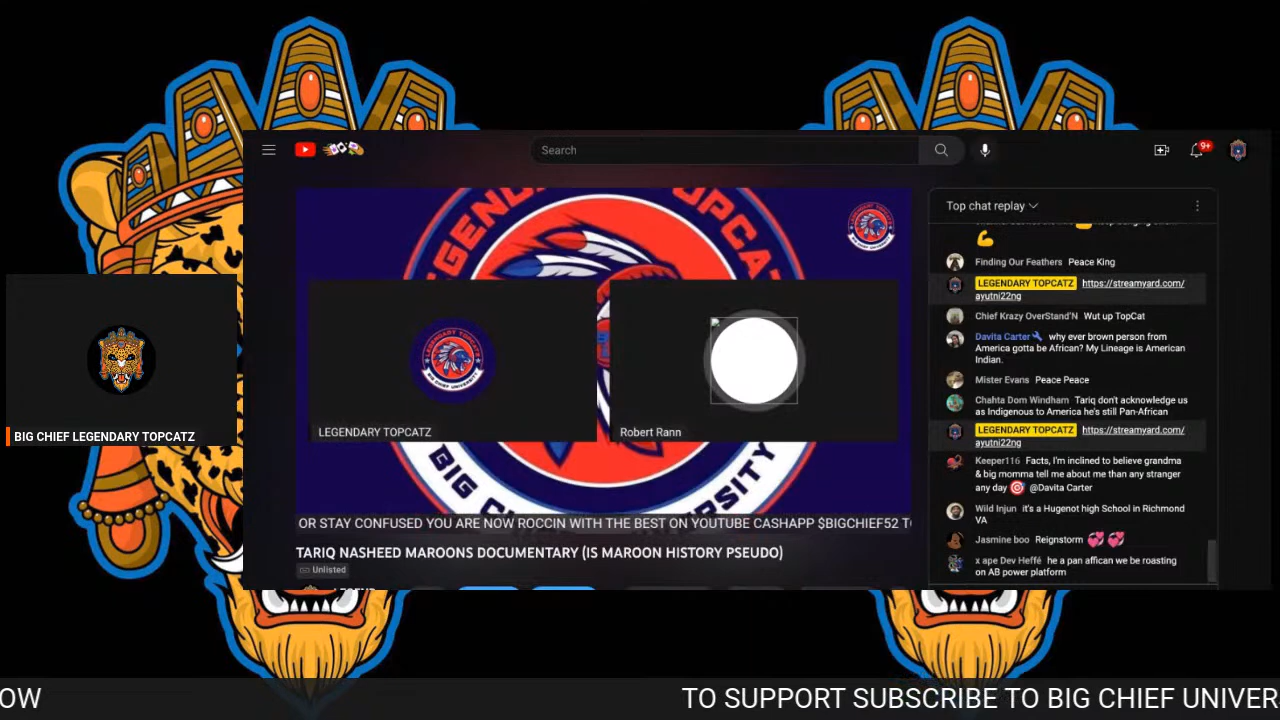 Search
9+
LEGENDARY TOPCATZ
BIG CHIEF UNIVERSITY
Top chat replay
Finding Our Feathers Peace King
LEGENDARY TOPCATZ https://streamyard.com/
ayutni22ng
Chief Krazy OverStand'N Wut up TopCat
Davita Carter why ever brown person from
America gotta be African? My Lineage is American
Indian.
Mister Evans Peace Peace
Chahta Dom Windham Tariq don't acknowledge us
as Indigenous to America he's still Pan-African
LEGENDARY TOPCATZ https://streamyard.com/
ayutni22ng
Keeper116 Facts, I'm inclined to believe grandma
& big momma tell me about me than any stranger
any day @Davita Carter
Wild Injun it's a Hugenot high School in Richmond
VA
Jasmine boo Reignstorm
x ape Dev Heffé he a pan affican we be roasting
on AB power platform
LEGENDARY TOPCATZ
Robert Rann
BIG CHIEF LEGENDARY TOPCATZ
OR STAY CONFUSED YOU ARE NOW ROCCIN WITH THE BEST ON YOUTUBE CASHAPP $BIGCHIEF52 TO
TARIQ NASHEED MAROONS DOCUMENTARY (IS MAROON HISTORY PSEUDO)
Unlisted
OW TO SUPPORT SUBSCRIBE TO BIG CHIEF UNIVER